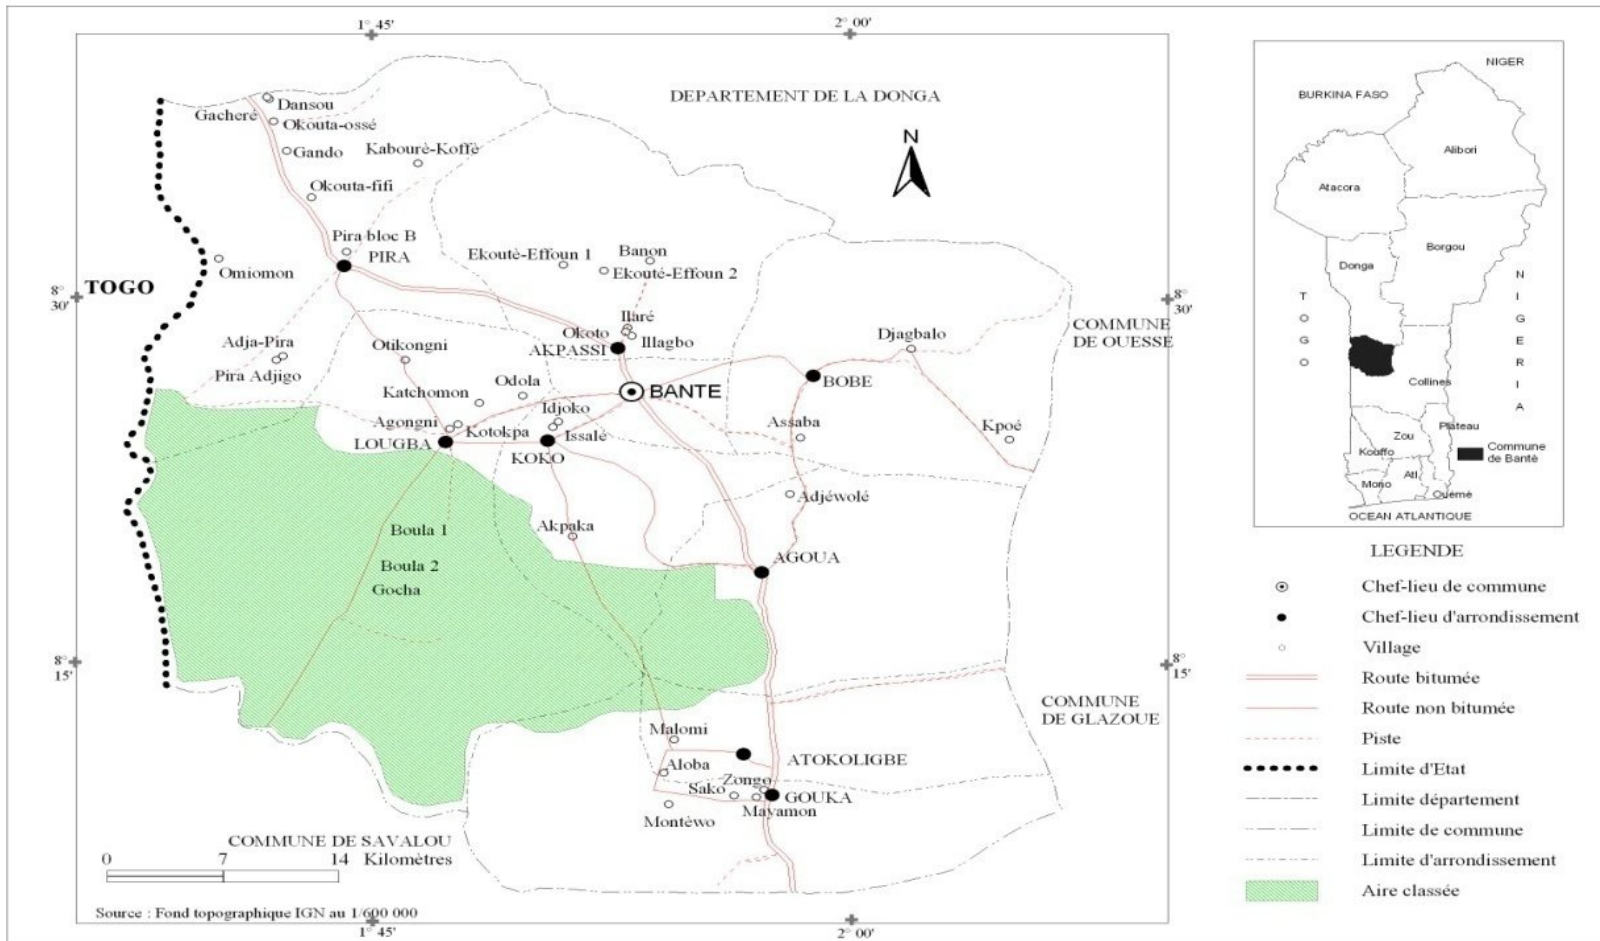 1° 45'
2° 00'
DEPARTEMENT DE LA DONGA
N
Dansou
Gacheré
Okouta-ossé
Gando
Kabourè-Koffè
Okouta-fifi
Pira bloc B
PIRA
Omiomon
Ekoutè-Effoun 1
Banon
Ekouté-Effoun 2
TOGO
8° 30'
8° 30'
Ilaré
Okoto
Illagbo
AKPASSI
Djagbalo
COMMUNE
DE OUESSE
Adja-Pira
Otikongni
Pira Adjigo
Katchomon
Odola
BANTE
BOBE
Idjoko
Agongni
Kotokpa
Issalé
Assaba
Kpoé
LOUGBA
KOKO
Adjéwolé
Boula 1
Akpaka
Boula 2
AGOUA
Gocha
8° 15'
8° 15'
COMMUNE
DE GLAZOUE
Malomi
ATOKOLIGBE
Aloba
Zongo
Sako
GOUKA
Mayamon
Montèwo
COMMUNE DE SAVALOU
0 7 14 Kilomètres
Source : Fond topographique IGN au 1/600 000
1° 45'
2° 00'
NIGER
BURKINA FASO
Alibori
Atacora
Borgou
Donga
TOGO
NIGERIA
Collines
Plateau
Zou
Kouffo
Commune
de Bantè
Atl
Mono
Ouémé
OCEAN ATLANTIQUE
LEGENDE
Chef-lieu de commune
Chef-lieu d'arrondissement
Village
Route bitumée
Route non bitumée
Piste
Limite d'Etat
Limite département
Limite de commune
Limite d'arrondissement
Aire classée